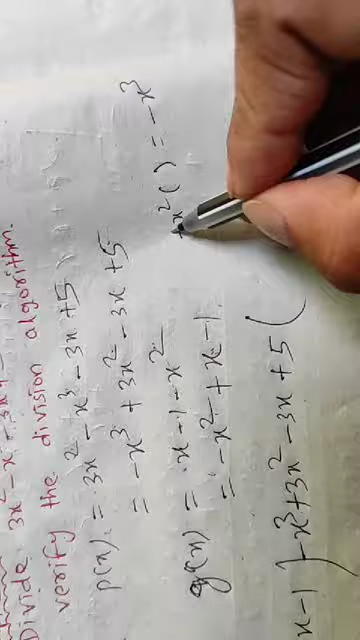 Divide 3x² - x³ - 3x +
verify the division algorithm.
p(x) = 3x² - x³ - 3x + 5
= -x³ + 3x² - 3x + 5
g(x) = x - 1 - x²
= -x² + x - 1
-x² ( ) = -x³
x - 1 ) -x³ + 3x² - 3x + 5 (